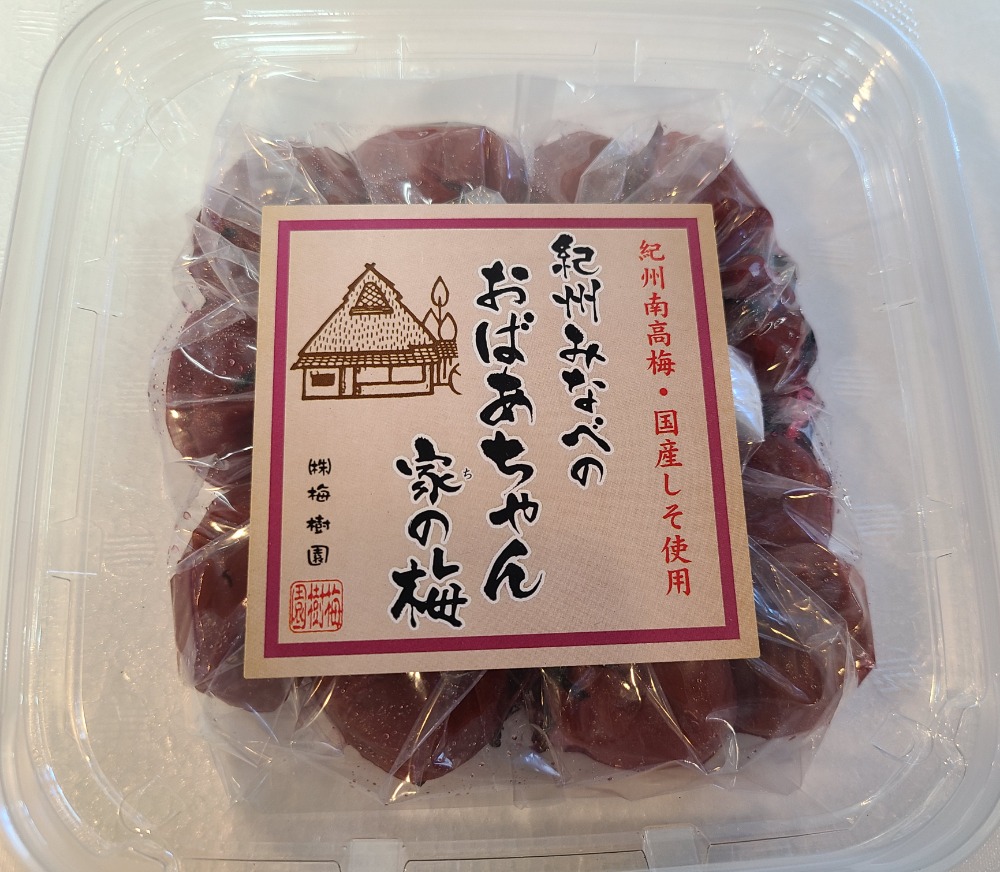 紀州南高梅・国産しそ使用
紀州みなべの
おばあちゃん
家の梅
ち
㈱梅樹園
梅樹園